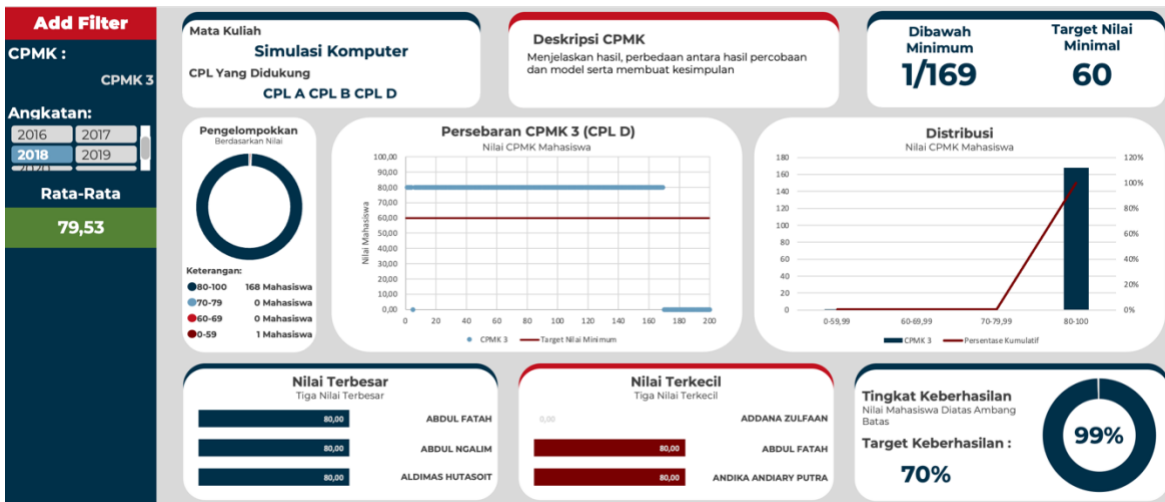 Add Filter
CPMK :
CPMK 3
Angkatan:
2016
2017
2018
2019
2020
Rata-Rata
79,53
Mata Kuliah
Simulasi Komputer
CPL Yang Didukung
CPL A CPL B CPL D
Deskripsi CPMK
Menjelaskan hasil, perbedaan antara hasil percobaan
dan model serta membuat kesimpulan
Dibawah
Minimum
1/169
Target Nilai
Minimal
60
Pengelompokkan
Berdasarkan Nilai
Keterangan:
80-100 168 Mahasiswa
70-79 0 Mahasiswa
60-69 0 Mahasiswa
0-59 1 Mahasiswa
Persebaran CPMK 3 (CPL D)
Nilai CPMK Mahasiswa
Nilai Mahasiswa
100,00
90,00
80,00
70,00
60,00
50,00
40,00
30,00
20,00
10,00
0,00
0 20 40 60 80 100 120 140 160 180 200
CPMK 3 Target Nilai Minimum
Distribusi
Nilai CPMK Mahasiswa
180
160
140
120
100
80
60
40
20
0
120%
100%
80%
60%
40%
20%
0%
0-59,99 60-69,99 70-79,99 80-100
CPMK 3 Persentase Kumulatif
Nilai Terbesar
Tiga Nilai Terbesar
80,00 ABDUL FATAH
80,00 ABDUL NGALIM
80,00 ALDIMAS HUTASOIT
Nilai Terkecil
Tiga Nilai Terkecil
0,00 ADDANA ZULFAAN
80,00 ABDUL FATAH
80,00 ANDIKA ANDIARY PUTRA
Tingkat Keberhasilan
Nilai Mahasiswa Diatas Ambang
Batas
Target Keberhasilan :
70%
99%